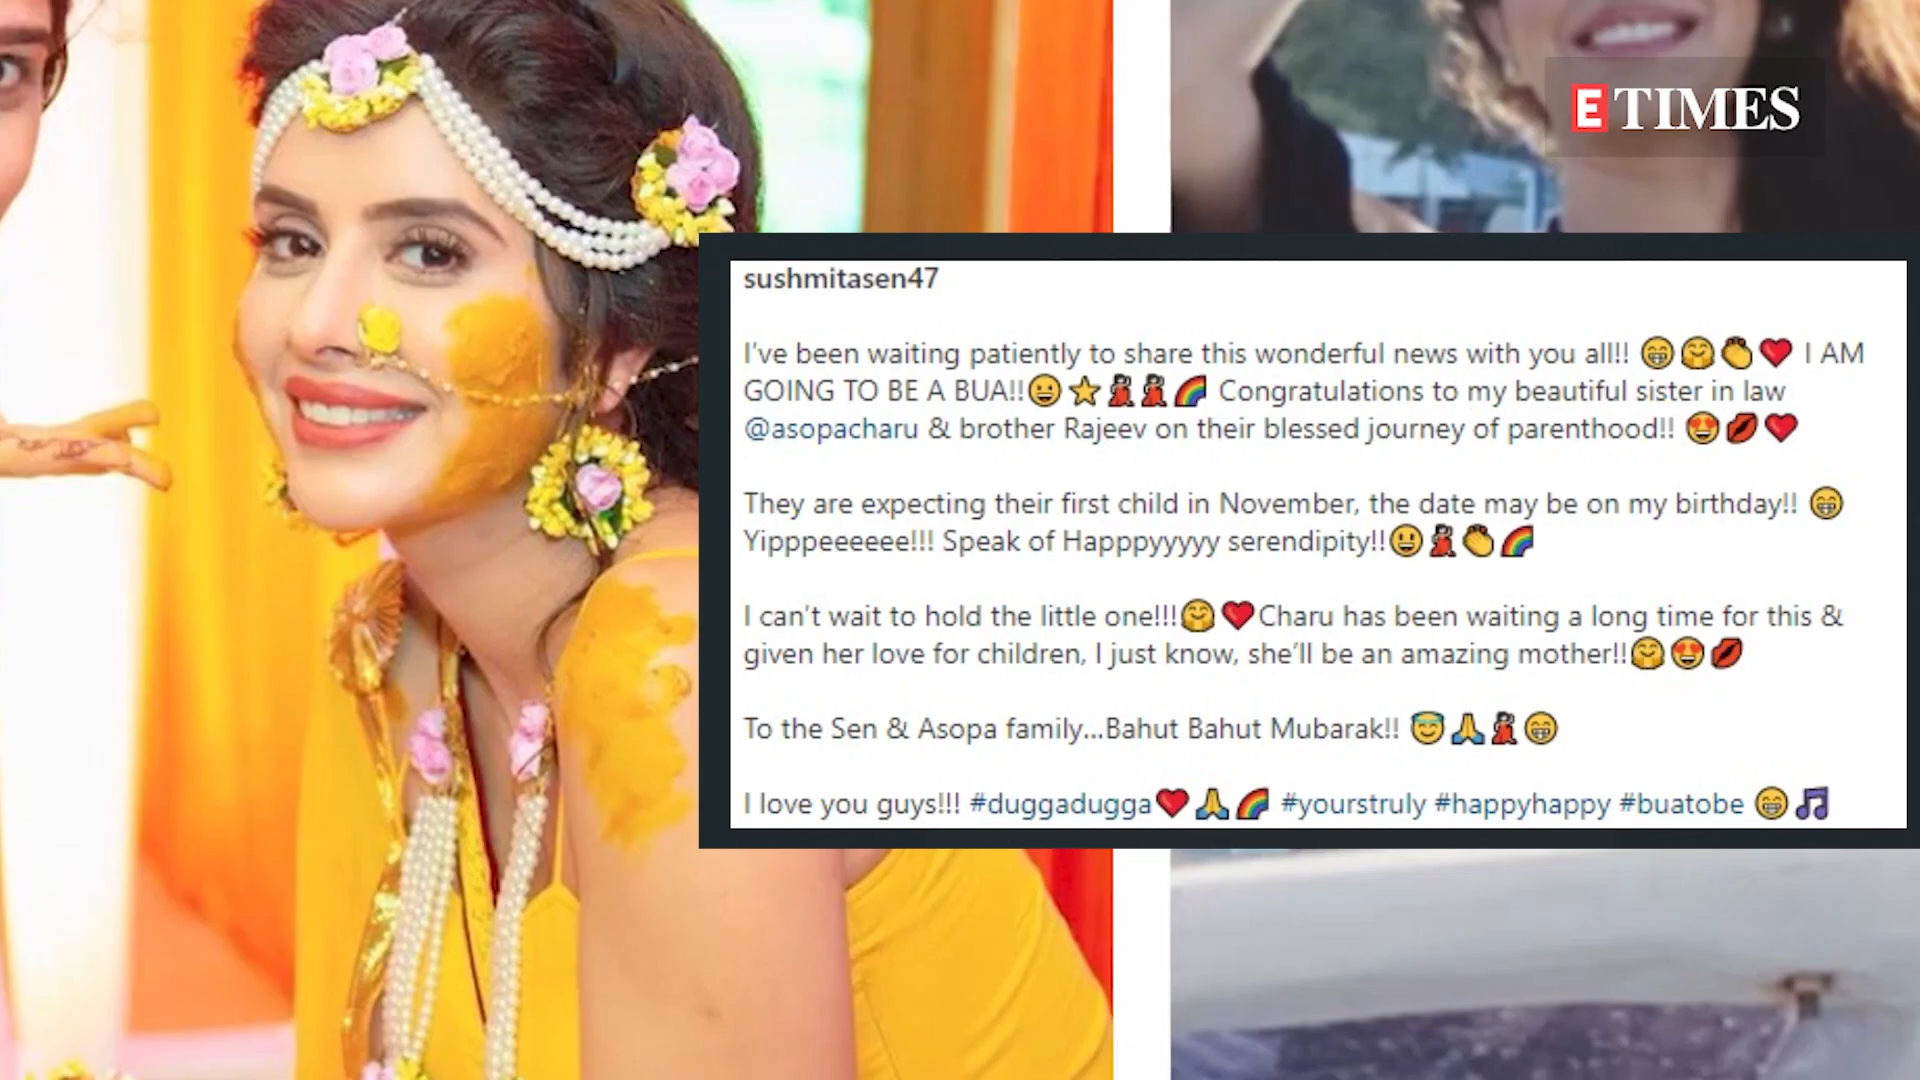 E TIMES
sushmitasen47
I've been waiting patiently to share this wonderful news with you all!! 😁🤗👏❤️ I AM
GOING TO BE A BUA!!😀⭐💃💃🌈 Congratulations to my beautiful sister in law
@asopacharu & brother Rajeev on their blessed journey of parenthood!! 😍💋❤️
They are expecting their first child in November, the date may be on my birthday!! 😁
Yipppeeeeee!!! Speak of Happpyyyyy serendipity!!😀💃👏🌈
I can't wait to hold the little one!!!🤗❤️Charu has been waiting a long time for this &
given her love for children, I just know, she'll be an amazing mother!!🤗😍💋
To the Sen & Asopa family...Bahut Bahut Mubarak!! 😇🙏💃😁
I love you guys!!! #duggadugga❤️🙏🌈 #yourstruly #happyhappy #buatobe 😁🎵